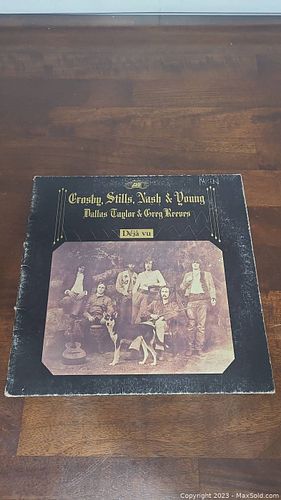 Crosby, Stills, Nash & Young
Dallas Taylor & Greg Reeves
Déjà vu
Copyright © 2023 - MaxSold.com